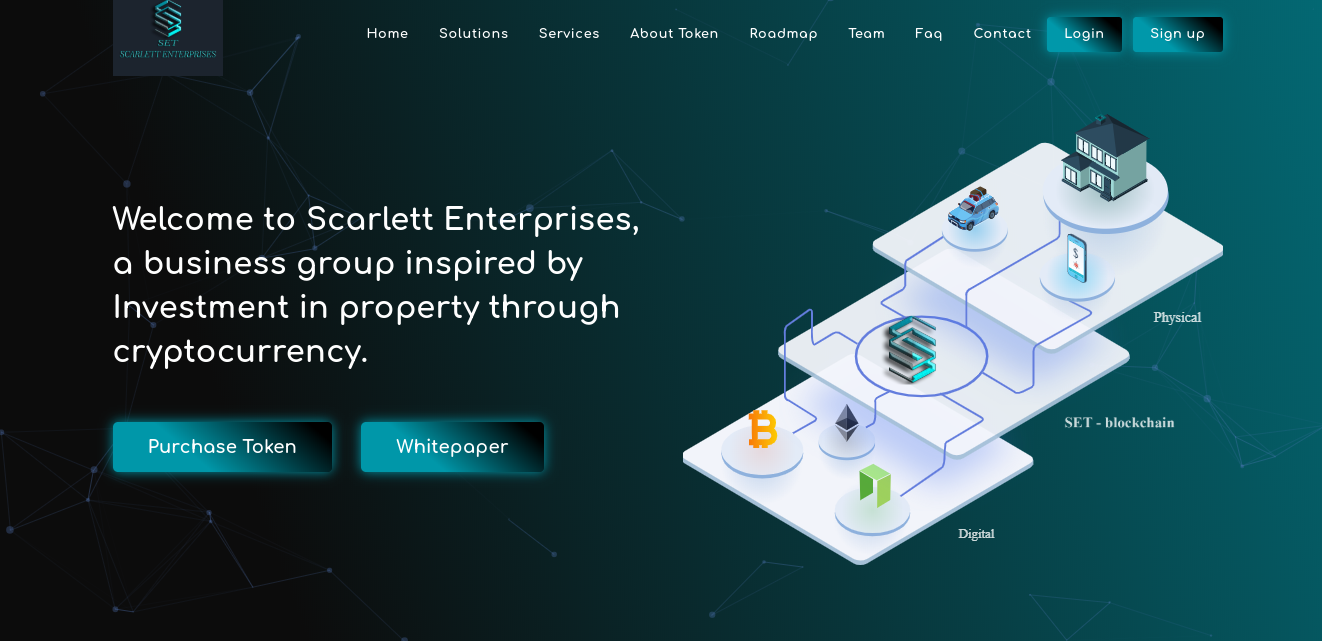 SET
SCARLETT ENTERPRISES
Home
Solutions
Services
About Token
Roadmap
Team
Faq
Contact
Login
Sign up
Welcome to Scarlett Enterprises,
a business group inspired by
Investment in property through
cryptocurrency.
Purchase Token
Whitepaper
Physical
SET - blockchain
Digital